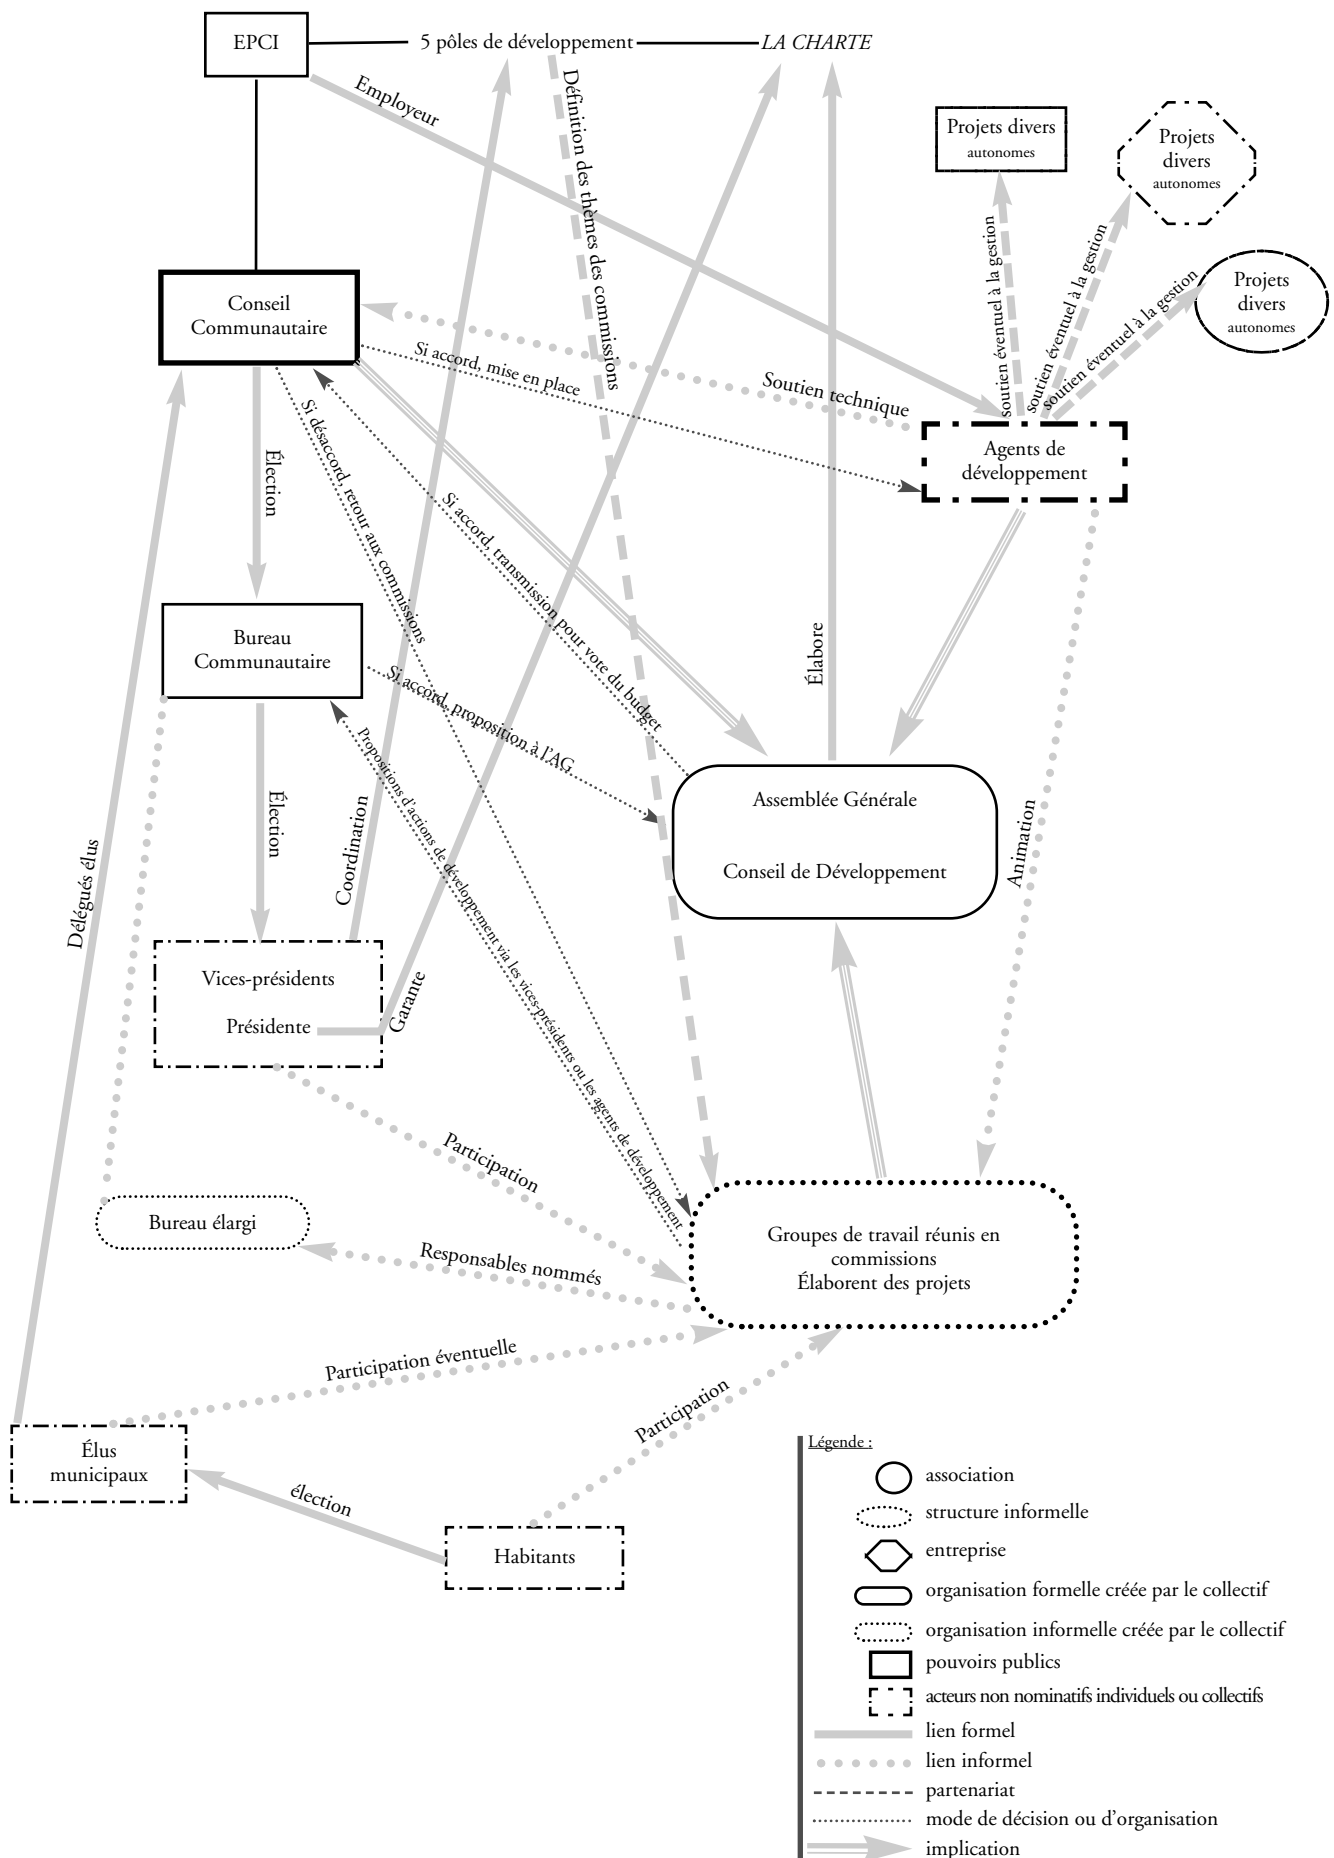 EPCI
5 pôles de développement
LA CHARTE
Employeur
Définition des thèmes des commissions
Projets divers
autonomes
Projets
divers
autonomes
Projets
divers
autonomes
soutien éventuel à la gestion
soutien éventuel à la gestion
soutien éventuel à la gestion
Conseil
Communautaire
Si accord, mise en place
Soutien technique
Agents de
développement
Élection
Si désaccord, retour aux commissions
Si accord, transmission pour vote du budget
Bureau
Communautaire
Si accord, proposition à l'AG
Élabore
Propositions d'actions de développement via les vices-présidents ou les agents de développement
Élection
Coordination
Assemblée Générale
Conseil de Développement
Animation
Délégués élus
Vices-présidents
Présidente
Garante
Participation
Bureau élargi
Responsables nommés
Groupes de travail réunis en
commissions
Élaborent des projets
Participation éventuelle
Participation
Élus
municipaux
élection
Habitants
Légende :
association
structure informelle
entreprise
organisation formelle créée par le collectif
organisation informelle créée par le collectif
pouvoirs publics
acteurs non nominatifs individuels ou collectifs
lien formel
lien informel
partenariat
mode de décision ou d'organisation
implication